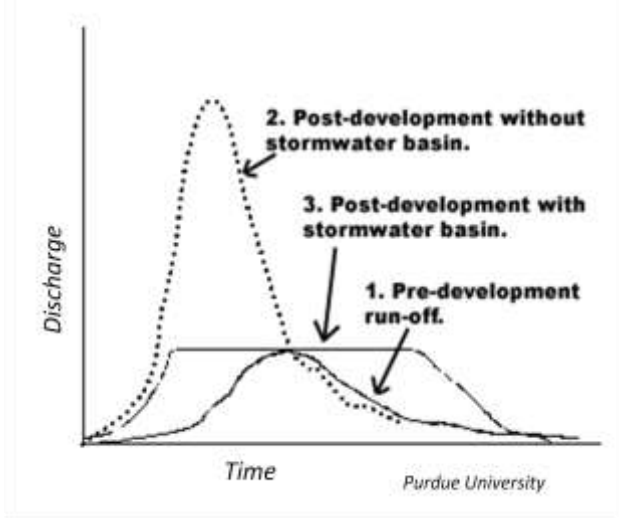 2. Post-development without
stormwater basin.
3. Post-development with
stormwater basin.
1. Pre-development
run-off.
Discharge
Time
Purdue University